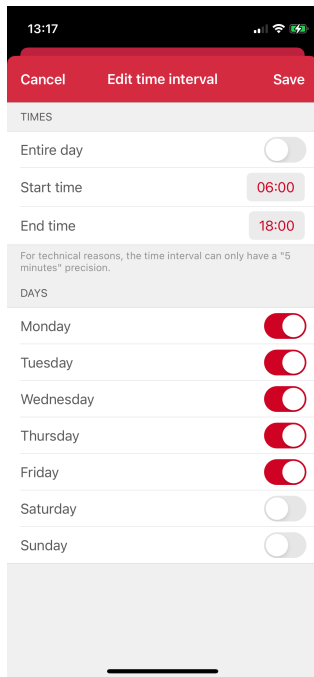 13:17
Cancel Edit time interval Save
TIMES
Entire day
Start time 06:00
End time 18:00
For technical reasons, the time interval can only have a "5
minutes" precision.
DAYS
Monday
Tuesday
Wednesday
Thursday
Friday
Saturday
Sunday